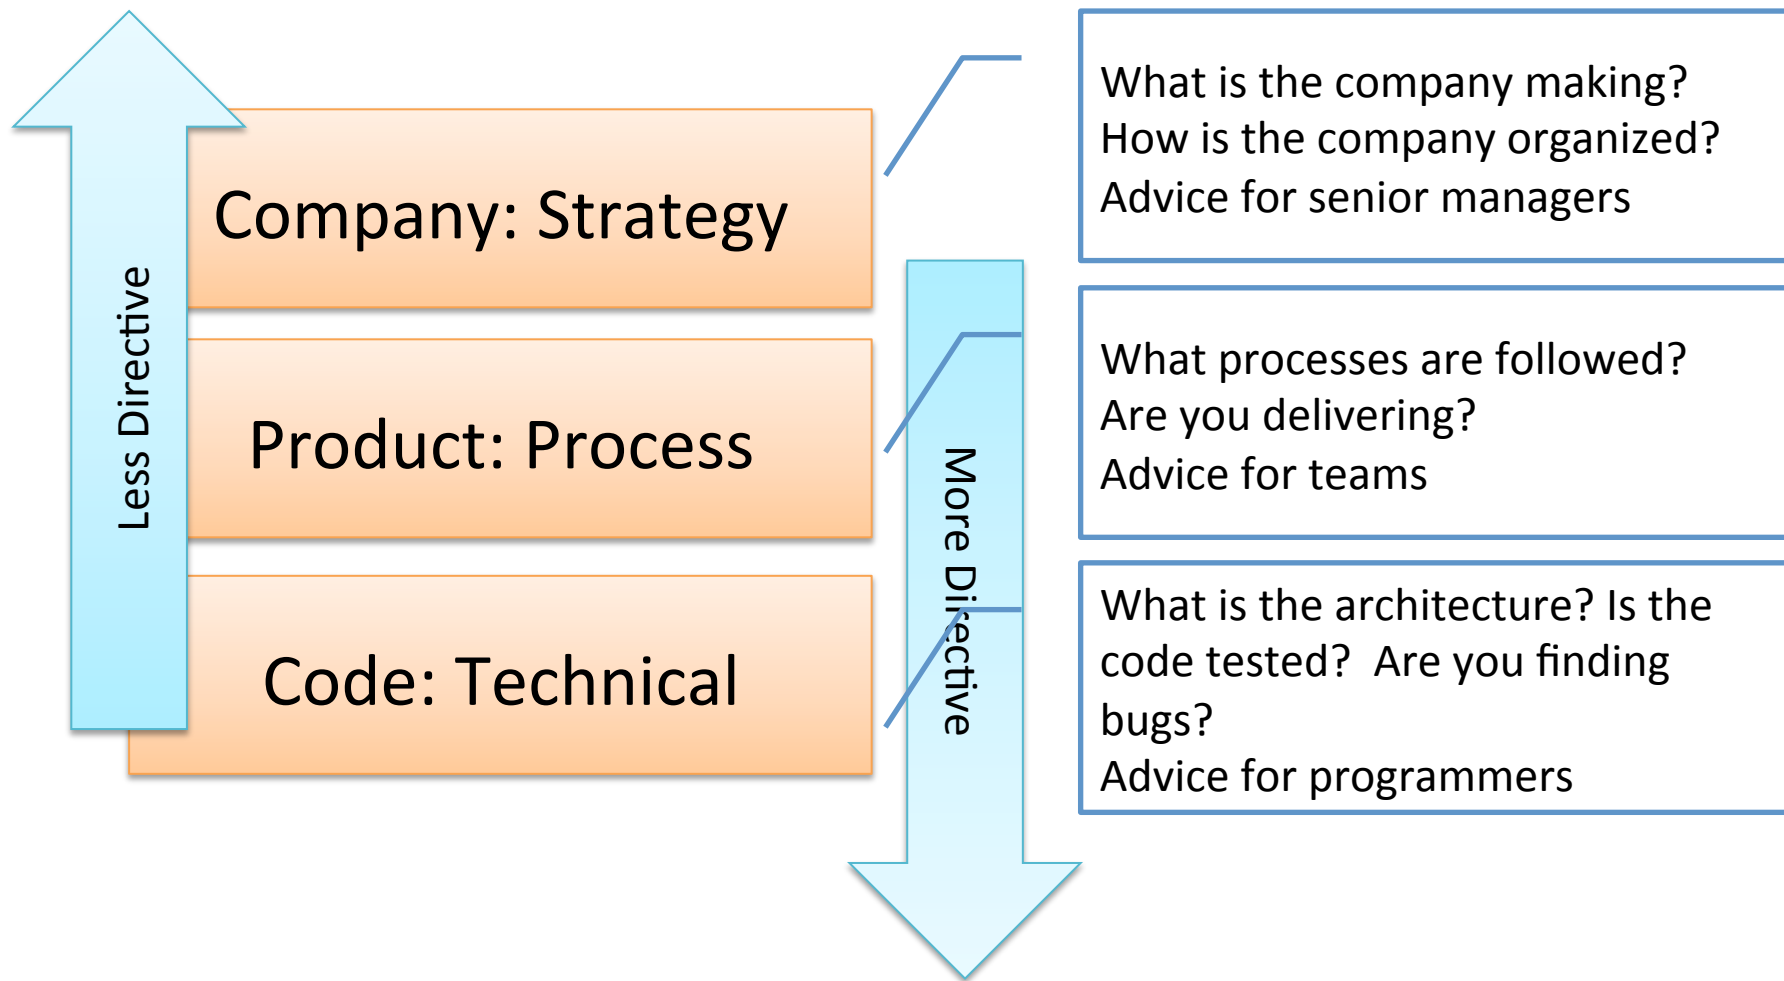 Less Directive
Company: Strategy
What is the company making?
How is the company organized?
Advice for senior managers
Product: Process
More Directive
What processes are followed?
Are you delivering?
Advice for teams
Code: Technical
What is the architecture? Is the
code tested?  Are you finding
bugs?
Advice for programmers